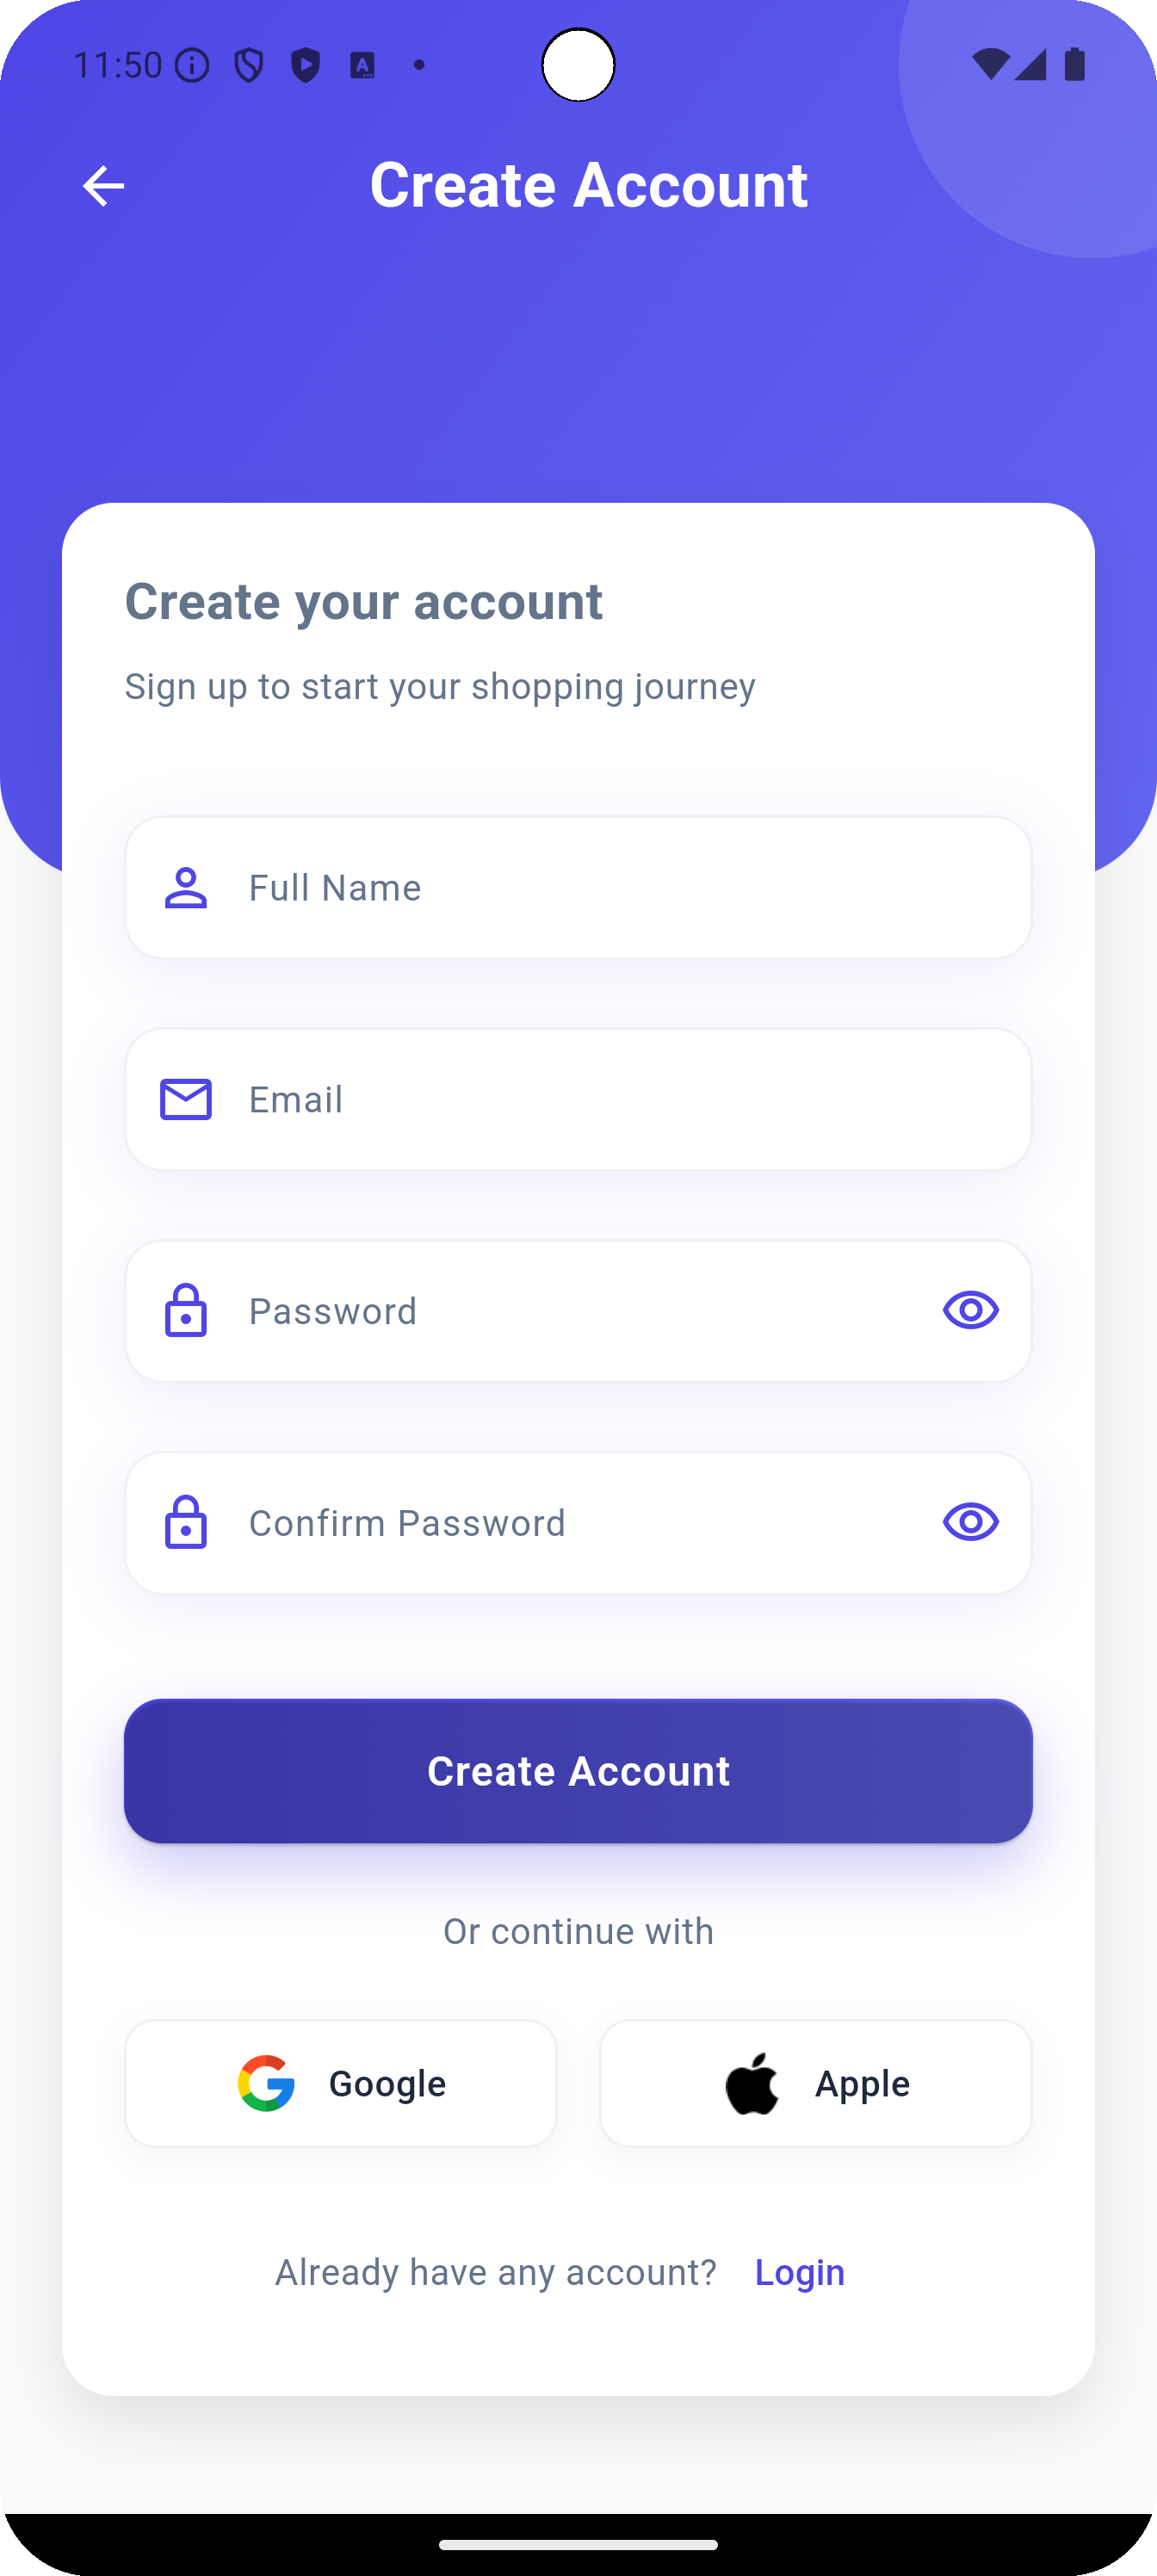 11:50
Create Account
Create your account
Sign up to start your shopping journey
Full Name
Email
Password
Confirm Password
Create Account
Or continue with
Google
Apple
Already have any account? Login